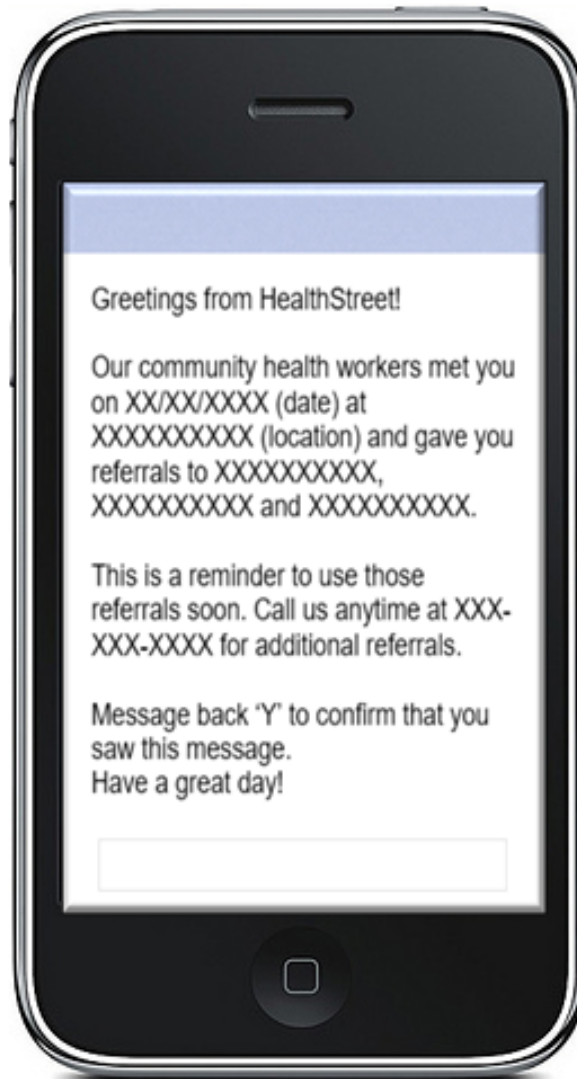 Greetings from HealthStreet!
Our community health workers met you
on XX/XX/XXXX (date) at
XXXXXXXXXX (location) and gave you
referrals to XXXXXXXXXX,
XXXXXXXXXX and XXXXXXXXXX.
This is a reminder to use those
referrals soon. Call us anytime at XXX-
XXX-XXXX for additional referrals.
Message back ‘Y’ to confirm that you
saw this message.
Have a great day!